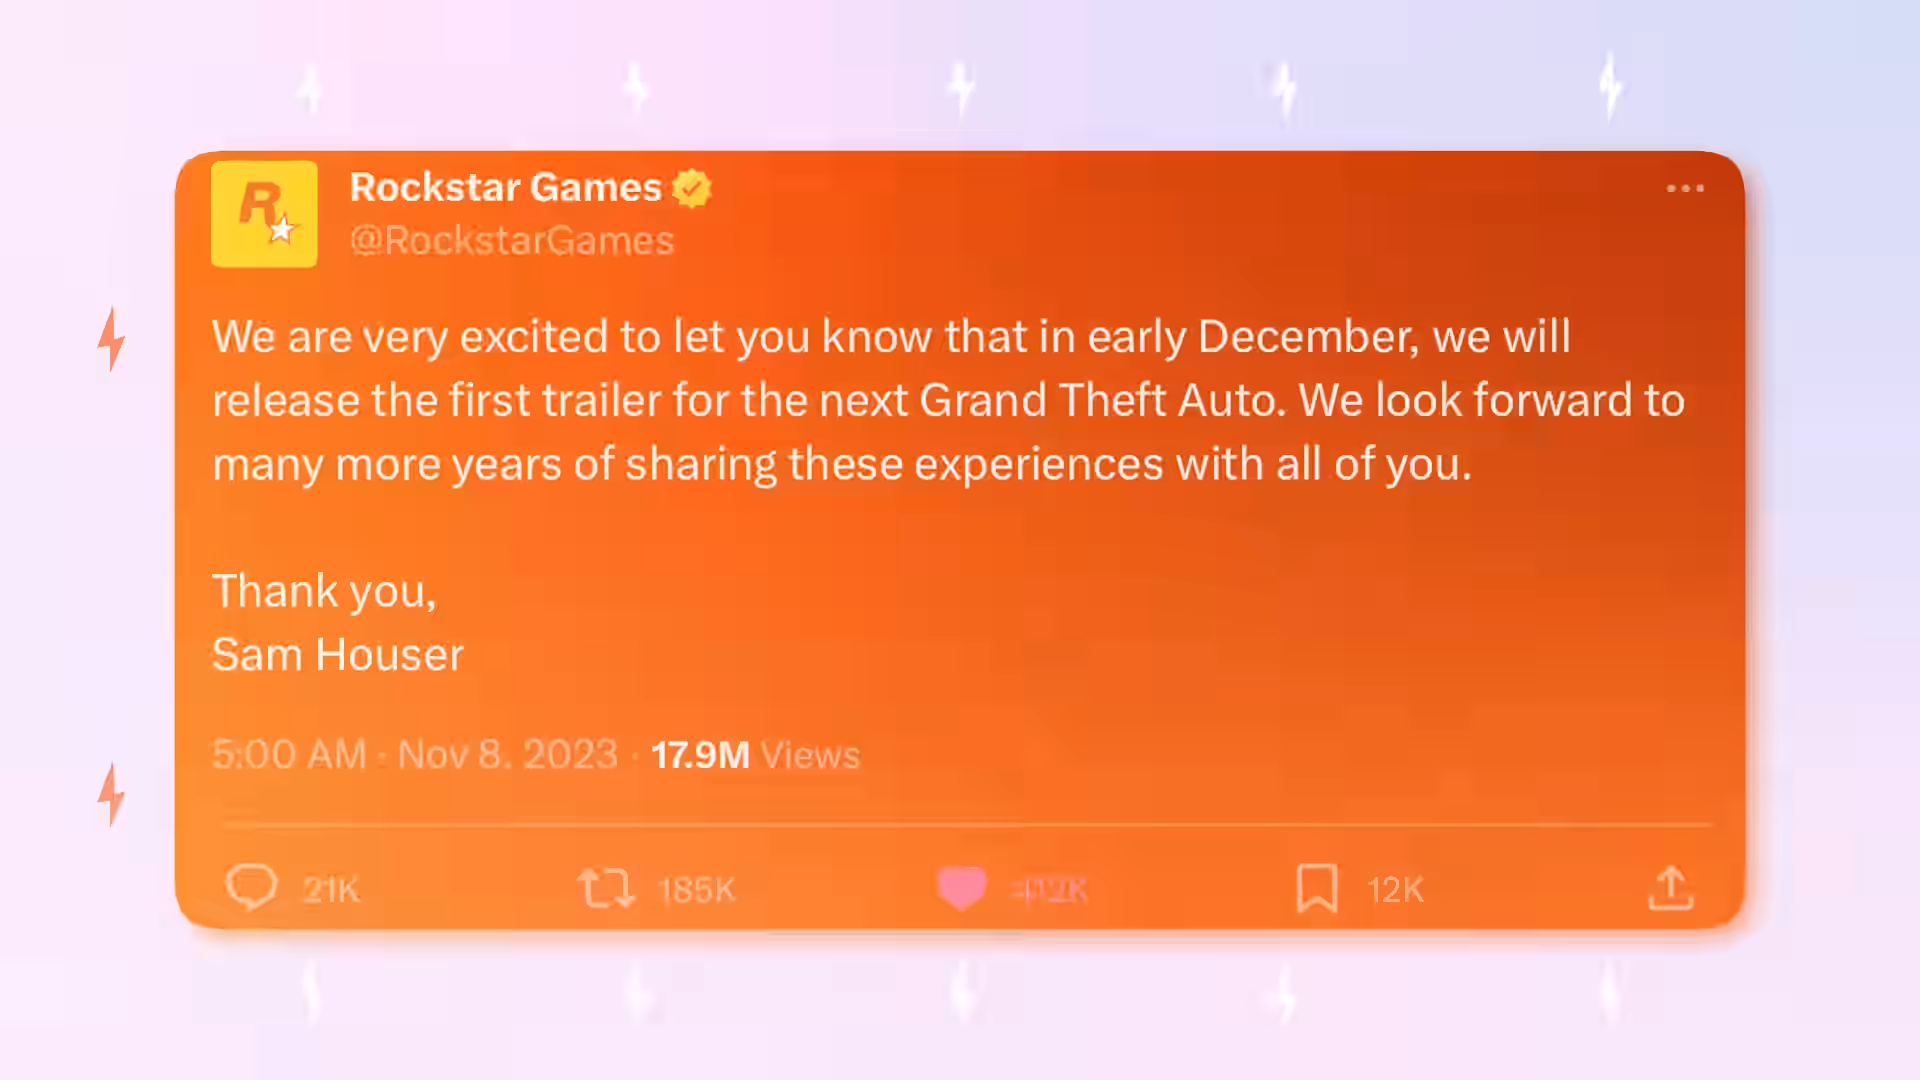 R
Rockstar Games
@RockstarGames
We are very excited to let you know that in early December, we will
release the first trailer for the next Grand Theft Auto. We look forward to
many more years of sharing these experiences with all of you.
Thank you,
Sam Houser
5:00 AM · Nov 8. 2023 · 17.9M Views
21K 185K 12K